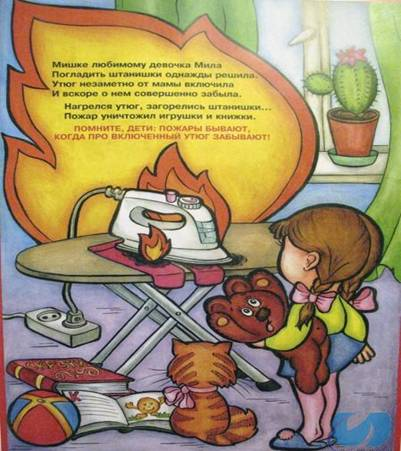 Мишке любимому девочка Мила
Погладить штанишки однажды решила.
Утюг незаметно от мамы включила
И вскоре о нем совершенно забыла.
Нагрелся утюг, загорелись штанишки...
Пожар уничтожил игрушки и книжки.
ПОМНИТЕ, ДЕТИ: ПОЖАРЫ БЫВАЮТ,
КОГДА ПРО ВКЛЮЧЕННЫЙ УТЮГ ЗАБЫВАЮТ!